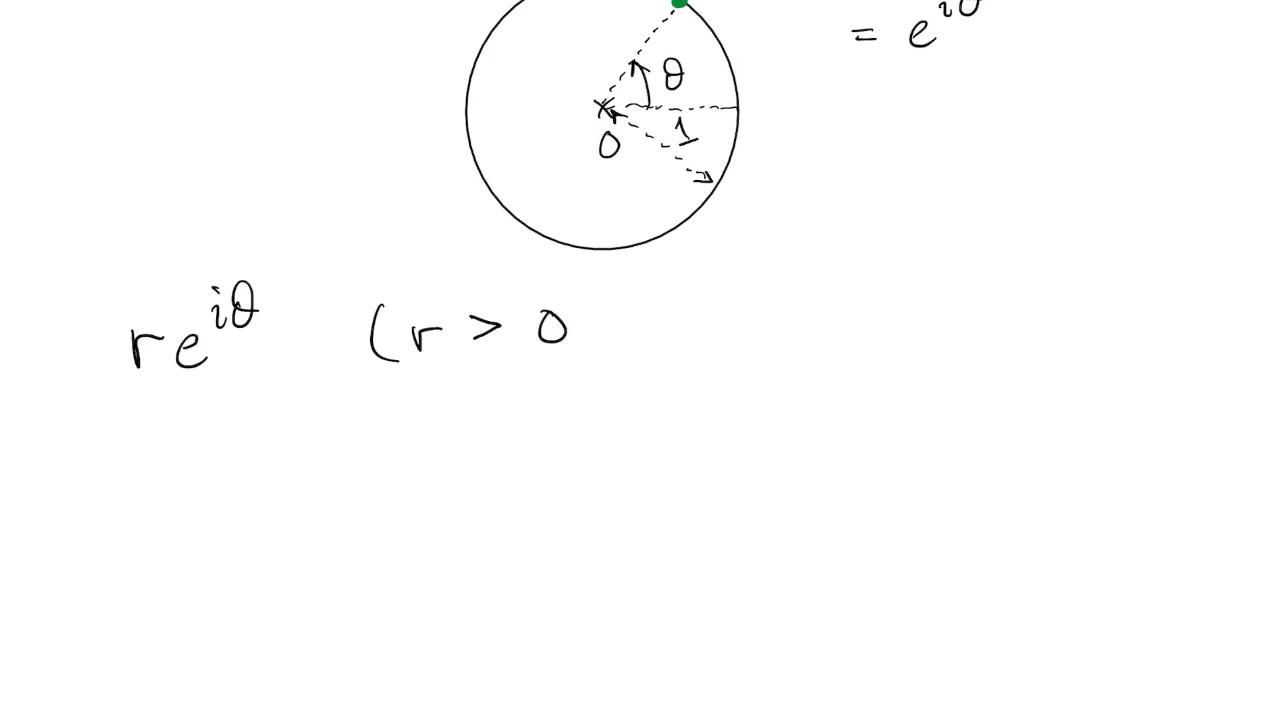 = e^{iθ}
θ
1
0
re^{iθ} (r > 0